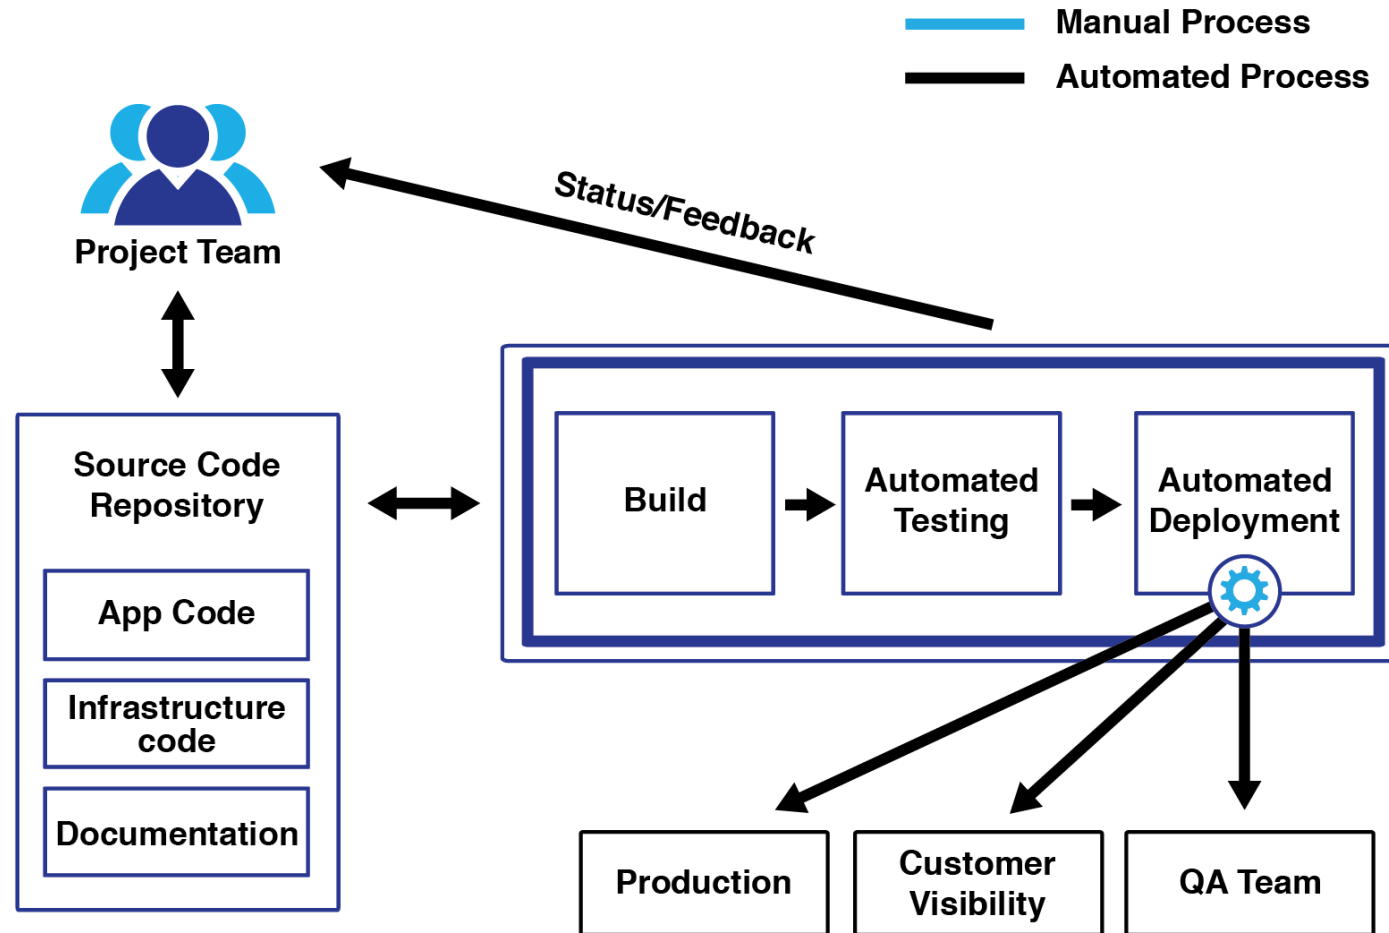 Manual Process
Automated Process
Project Team
Status/Feedback
Source Code
Repository
App Code
Infrastructure
code
Documentation
Build
Automated
Testing
Automated
Deployment
Production
Customer
Visibility
QA Team